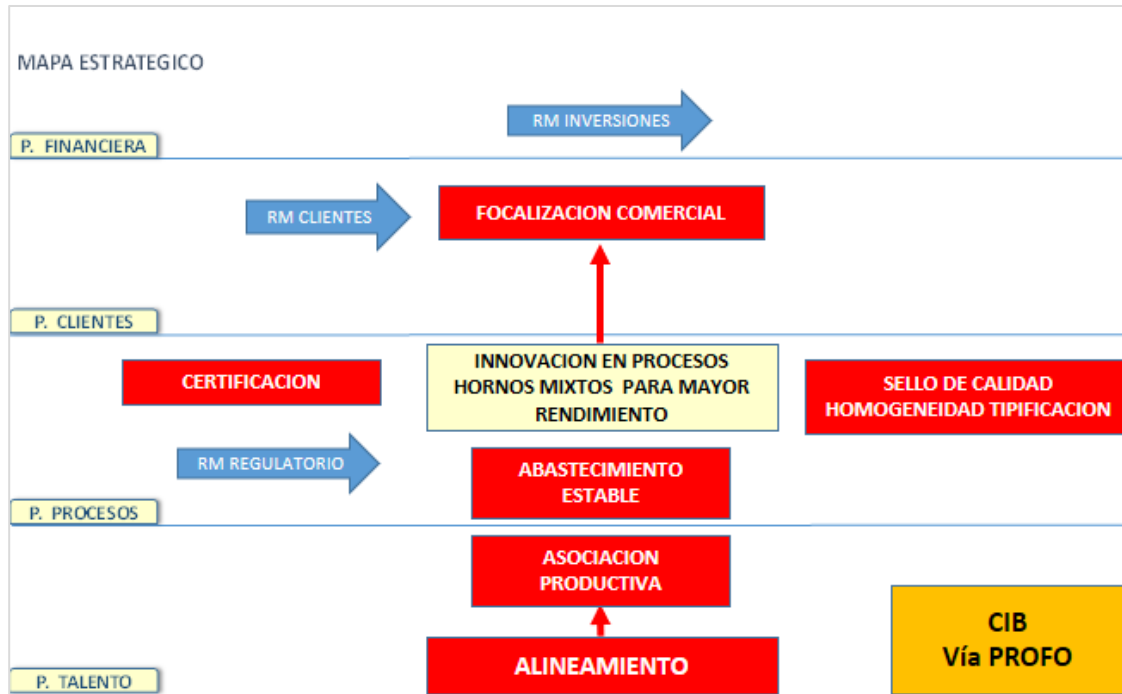 MAPA ESTRATEGICO
RM INVERSIONES
P. FINANCIERA
RM CLIENTES
FOCALIZACION COMERCIAL
P. CLIENTES
CERTIFICACION
INNOVACION EN PROCESOS
HORNOS MIXTOS PARA MAYOR
RENDIMIENTO
SELLO DE CALIDAD
HOMOGENEIDAD TIPIFICACION
RM REGULATORIO
ABASTECIMIENTO
ESTABLE
P. PROCESOS
ASOCIACION
PRODUCTIVA
CIB
Vía PROFO
ALINEAMIENTO
P. TALENTO